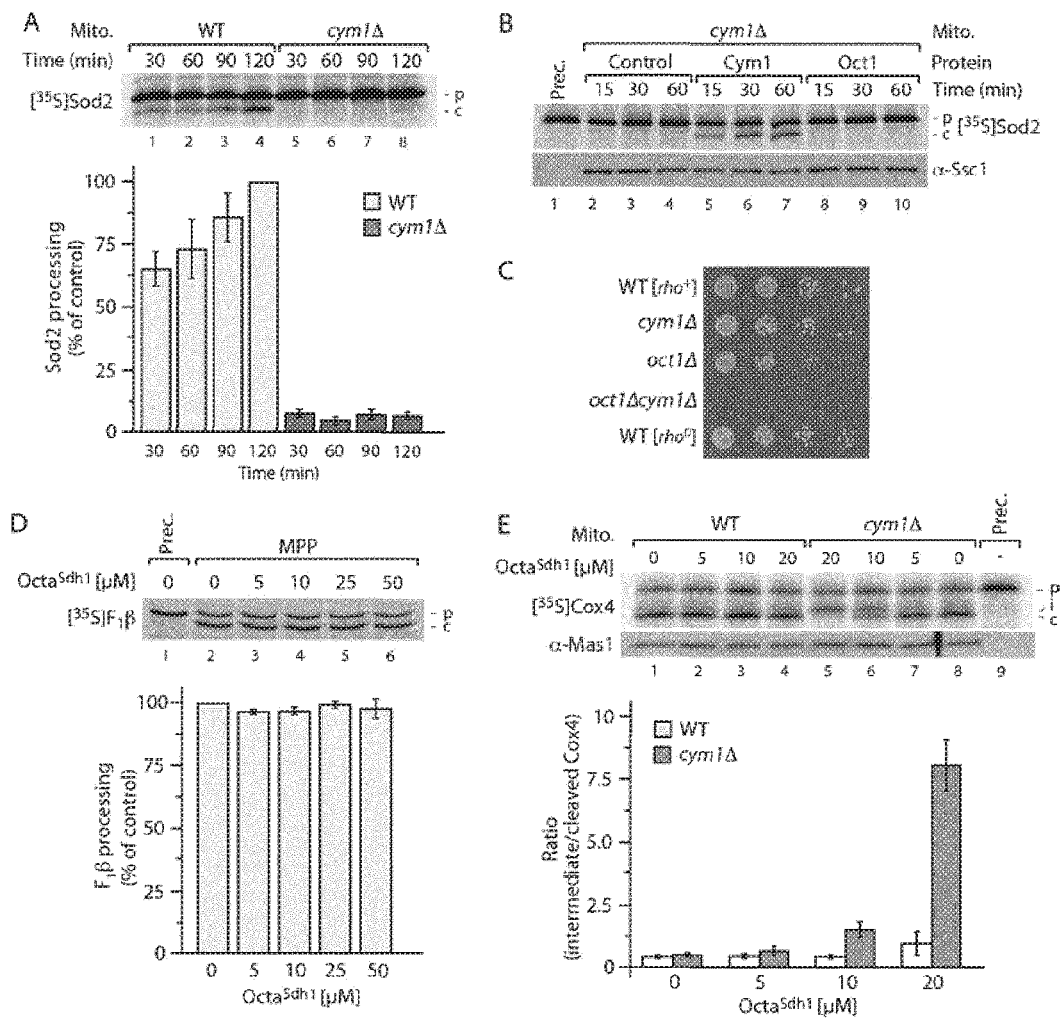 A
Mito. WT cym1Δ
Time (min) 30 60 90 120 30 60 90 120
[³⁵S]Sod2 - p
- c
1 2 3 4 5 6 7 8
Sod2 processing
(% of control)
100
75
50
25
0
WT
cym1Δ
30 60 90 120 30 60 90 120
Time (min)
B
cym1Δ Mito.
Prec. Control Cym1 Oct1 Protein
15 30 60 15 30 60 15 30 60 Time (min)
- p
- c [³⁵S]Sod2
α-Ssc1
1 2 3 4 5 6 7 8 9 10
C
WT [rho⁺]
cym1Δ
oct1Δ
oct1Δcym1Δ
WT [rho⁰]
D
Prec. MPP
Octa^Sdh1 [µM] 0 0 5 10 25 50
[³⁵S]F₁β - p
- c
1 2 3 4 5 6
F₁β processing
(% of control)
100
75
50
25
0
0 5 10 25 50
Octa^Sdh1 [µM]
E
Mito. WT cym1Δ Prec.
Octa^Sdh1 [µM] 0 5 10 20 20 10 5 0 -
[³⁵S]Cox4 - p
- i
- c
α-Mas1
1 2 3 4 5 6 7 8 9
Ratio
(intermediate/cleaved Cox4)
10
7.5
5
2.5
0
WT
cym1Δ
0 5 10 20
Octa^Sdh1 [µM]